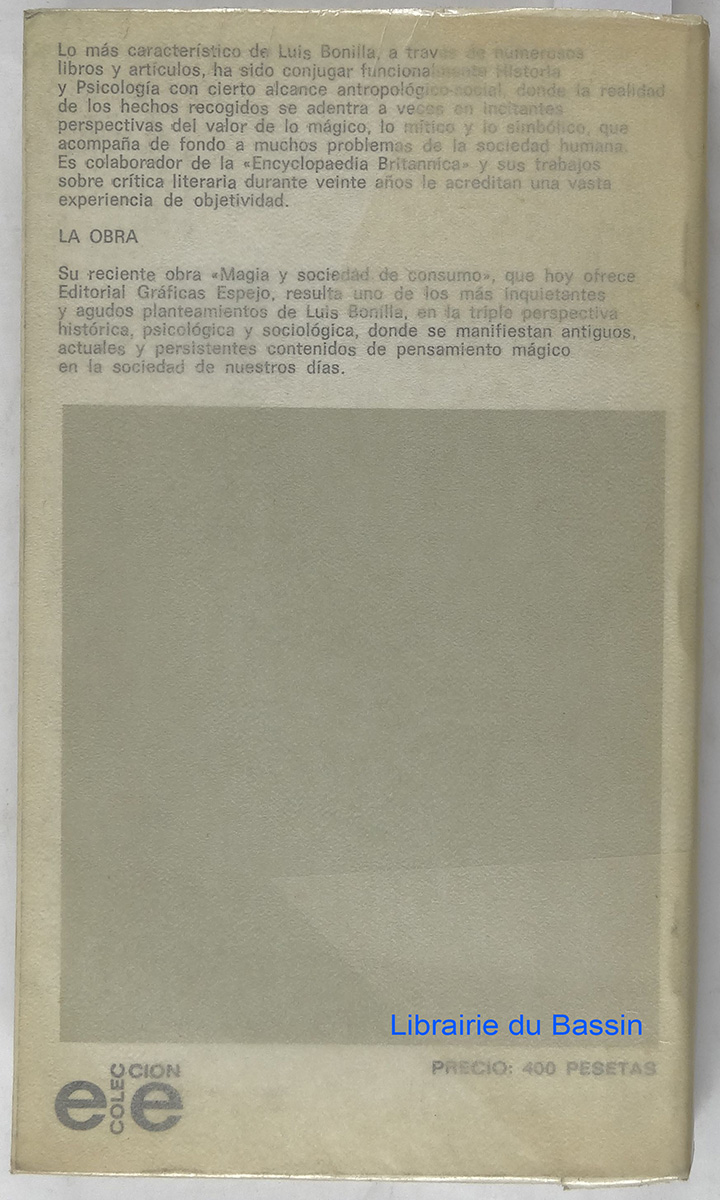 Lo más característico de Luis Bonilla, a través de numerosos
libros y artículos, ha sido conjugar funcionalmente Historia
y Psicología con cierto alcance antropológico-social, donde la realidad
de los hechos recogidos se adentra a veces en incitantes
perspectivas del valor de lo mágico, lo mítico y lo simbólico, que
acompaña de fondo a muchos problemas de la sociedad humana.
Es colaborador de la «Encyclopaedia Britannica» y sus trabajos
sobre crítica literaria durante veinte años le acreditan una vasta
experiencia de objetividad.
LA OBRA
Su reciente obra «Magia y sociedad de consumo», que hoy ofrece
Editorial Gráficas Espejo, resulta uno de los más inquietantes
y agudos planteamientos de Luis Bonilla, en la triple perspectiva
histórica, psicológica y sociológica, donde se manifiestan antiguos,
actuales y persistentes contenidos de pensamiento mágico
en la sociedad de nuestros días.
Librairie du Bassin
COLECCION
e e
PRECIO: 400 PESETAS